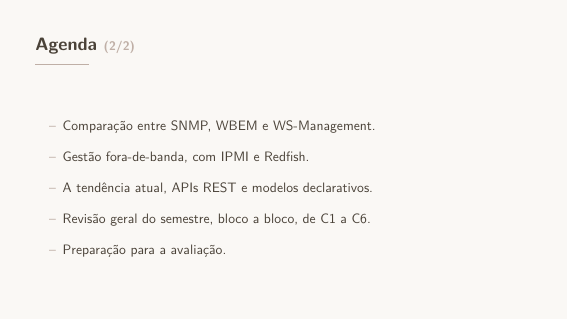 Agenda (2/2)
– Comparação entre SNMP, WBEM e WS-Management.
– Gestão fora-de-banda, com IPMI e Redfish.
– A tendência atual, APIs REST e modelos declarativos.
– Revisão geral do semestre, bloco a bloco, de C1 a C6.
– Preparação para a avaliação.